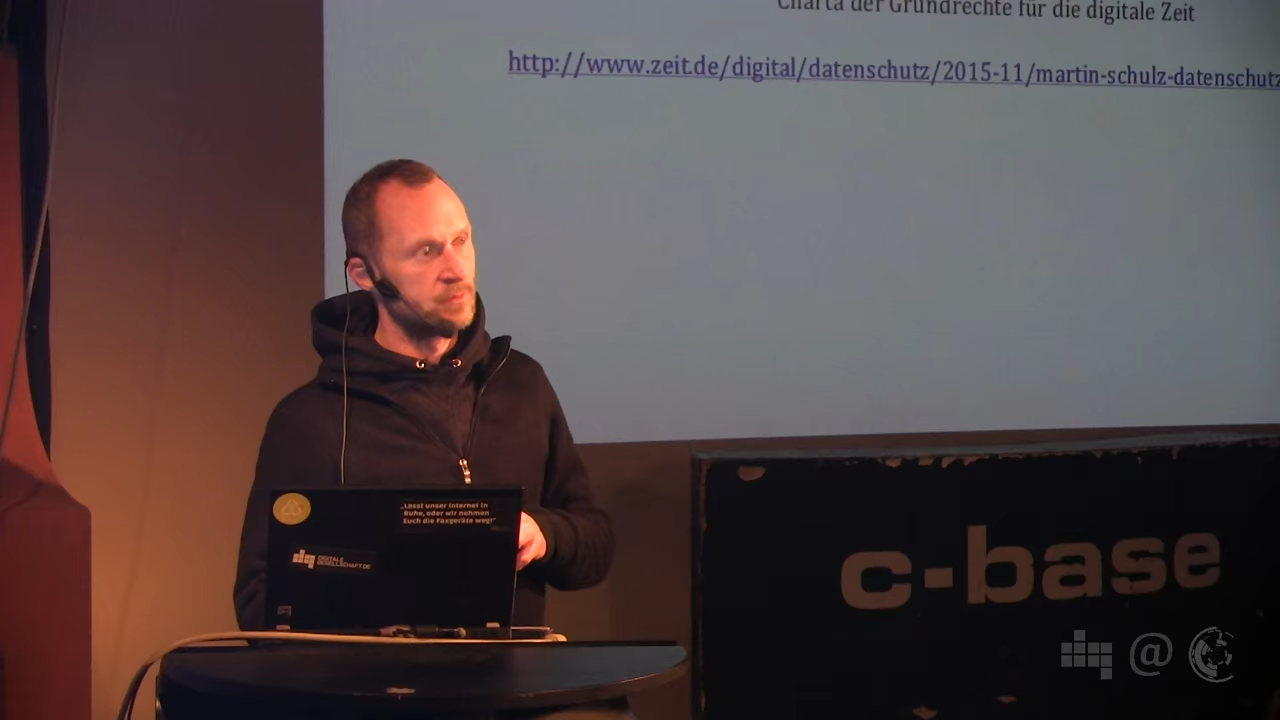 Charta der Grundrechte für die digitale Zeit
http://www.zeit.de/digital/datenschutz/2015-11/martin-schulz-datenschutz
„Lasst unser Internet in
Ruhe, oder wir nehmen
Euch die Faxgeräte weg!"
DIGITALE
GESELLSCHAFT.DE
c-base
@